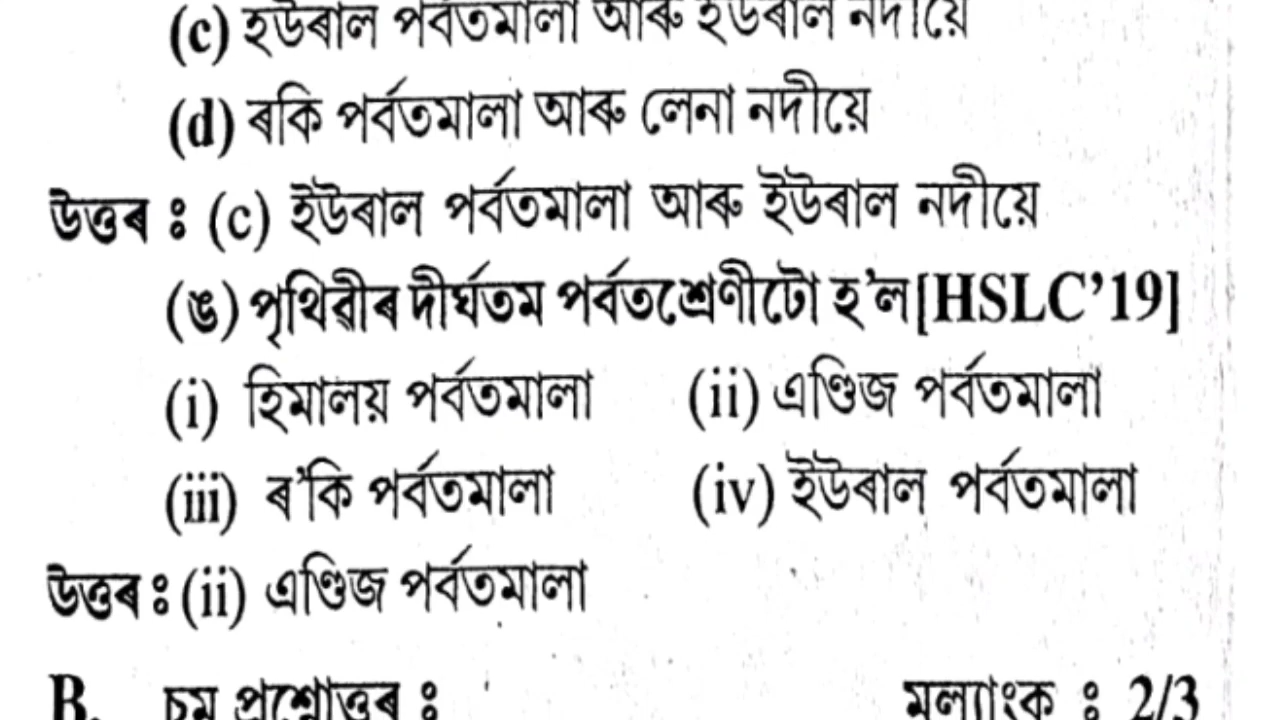 (c) ইউৰাল পৰ্বতমালা আৰু ইউৰাল নদীয়ে
(d) ৰকি পৰ্বতমালা আৰু লেনা নদীয়ে
উত্তৰ ঃ (c) ইউৰাল পৰ্বতমালা আৰু ইউৰাল নদীয়ে
(ঙ) পৃথিৱীৰ দীৰ্ঘতম পৰ্বতশ্ৰেণীটো হ’ল[HSLC’19]
(i) হিমালয় পৰ্বতমালা (ii) এণ্ডিজ পৰ্বতমালা
(iii) ৰ’কি পৰ্বতমালা (iv) ইউৰাল পৰ্বতমালা
উত্তৰ ঃ (ii) এণ্ডিজ পৰ্বতমালা
B. চমু প্ৰশ্নোত্তৰ ঃ মূল্যাংক ঃ 2/3